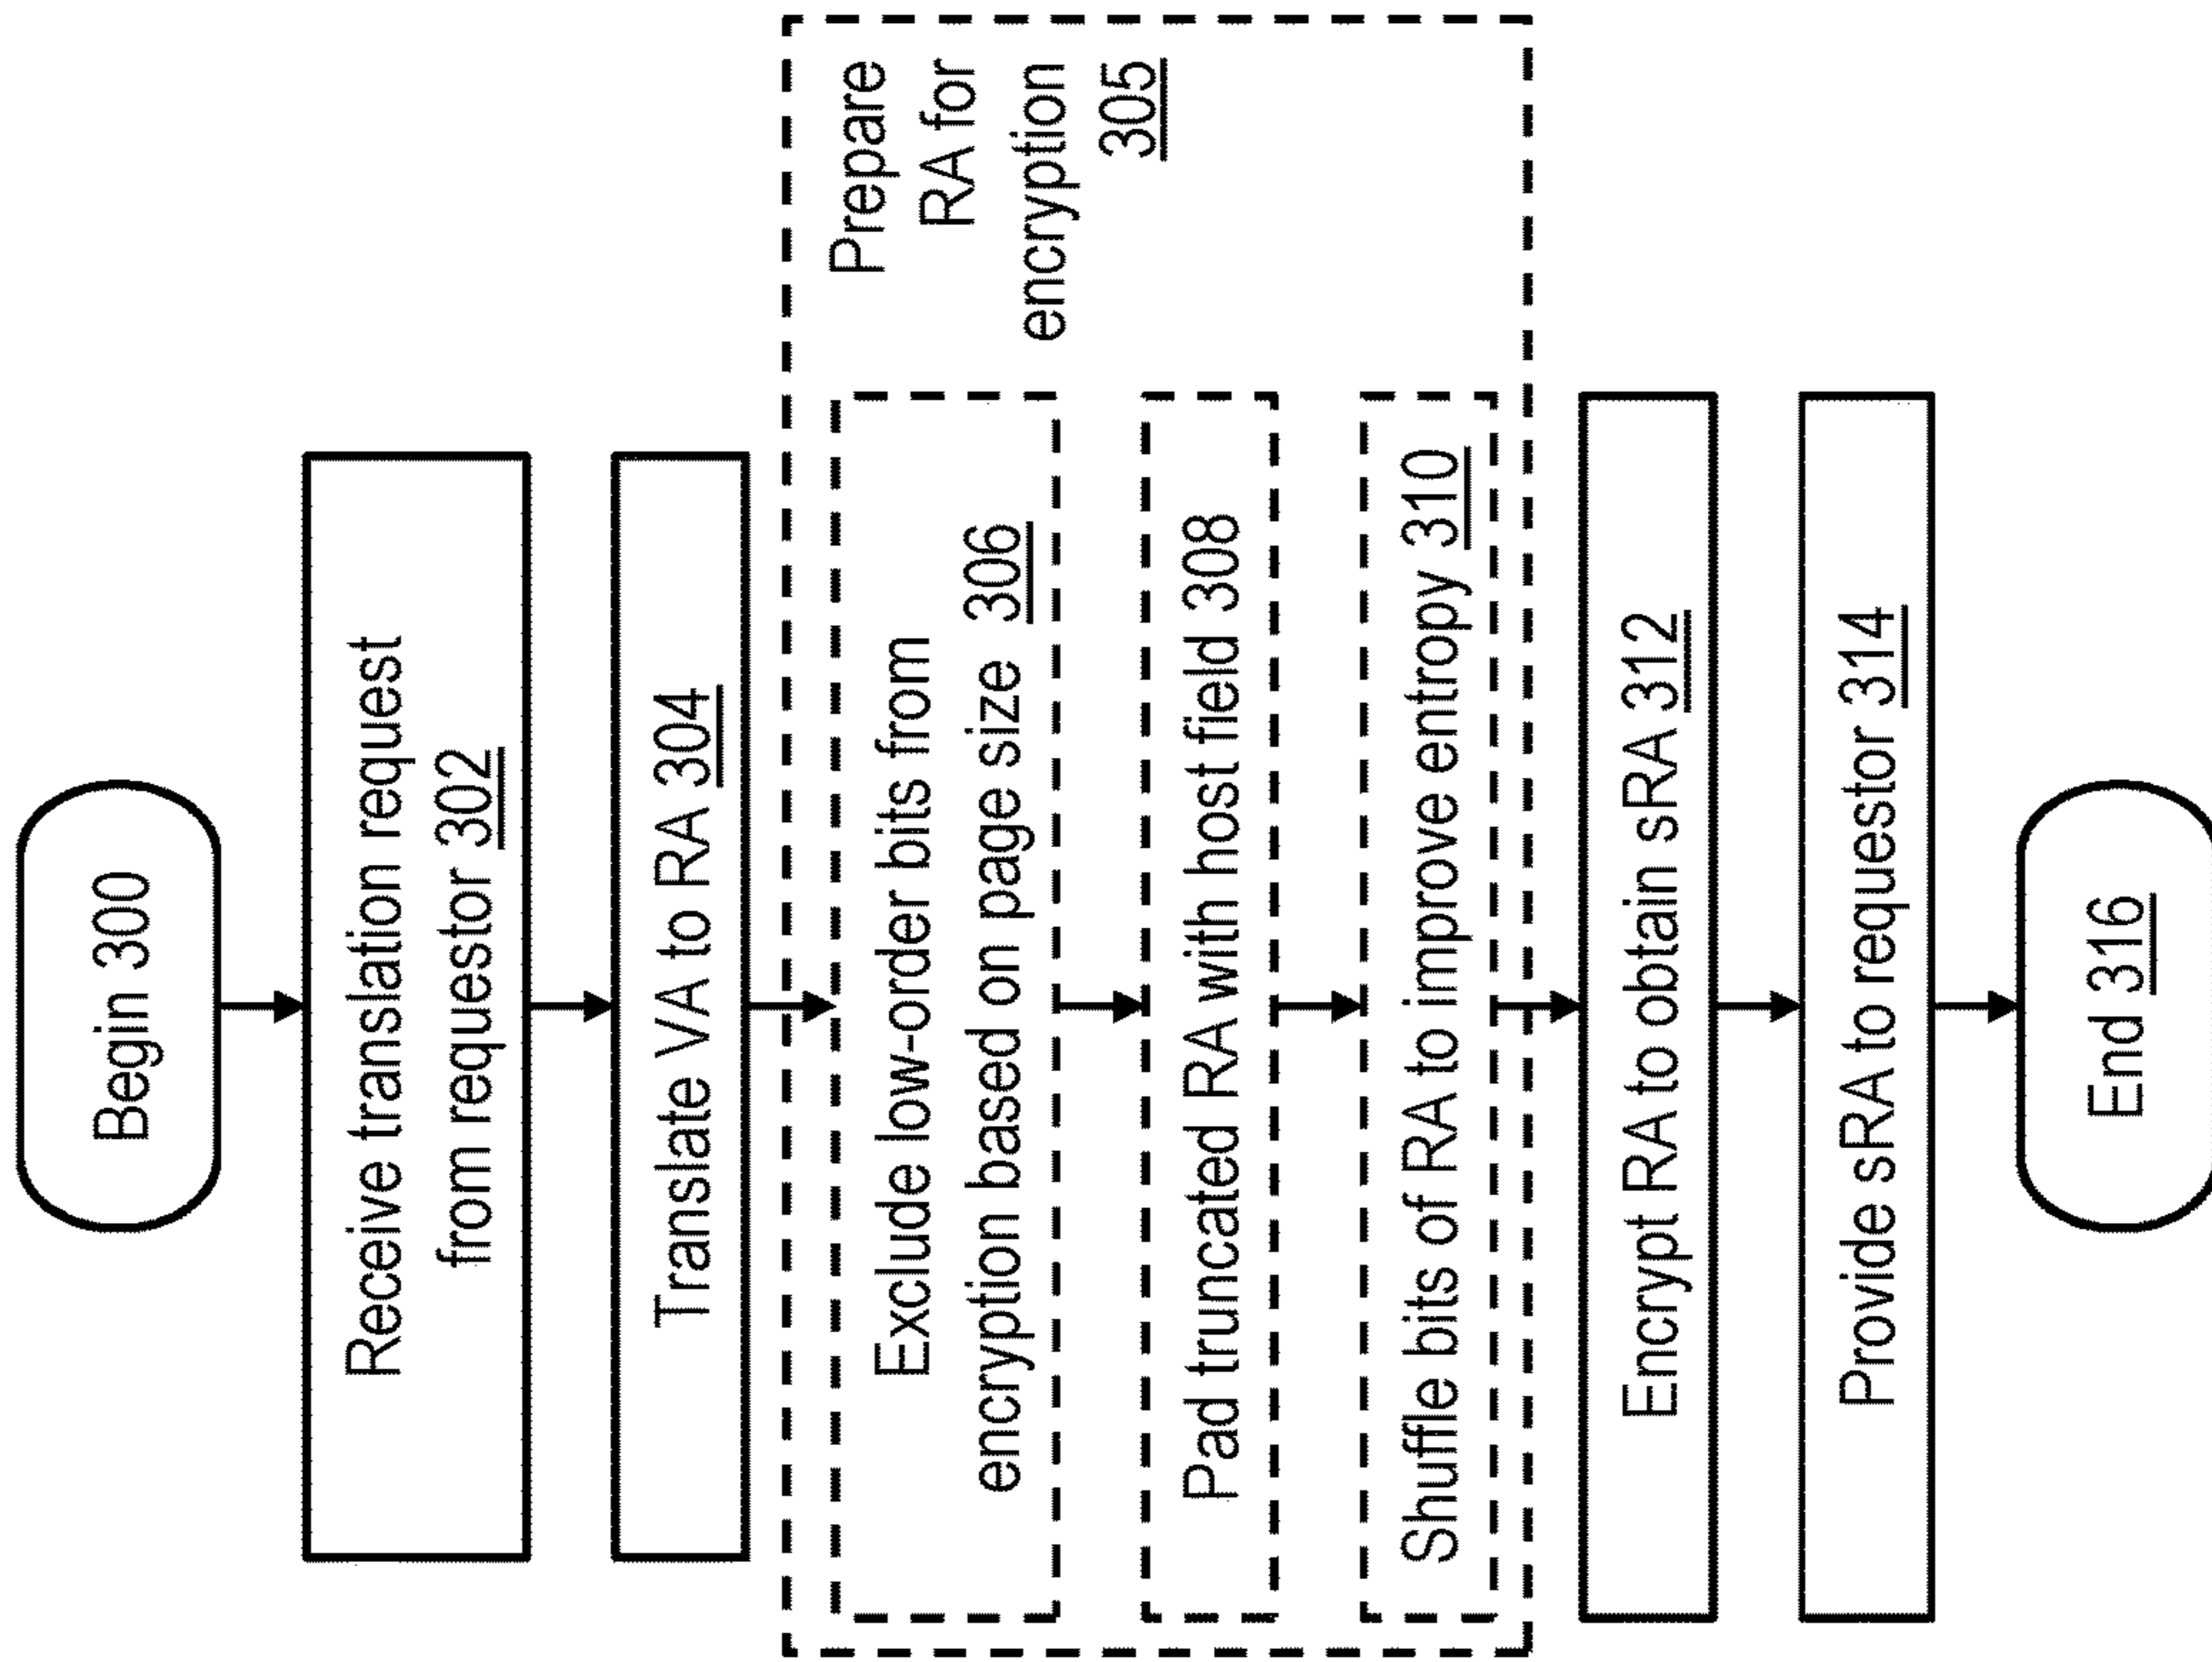 Begin 300
Receive translation request
from requestor 302
Translate VA to RA 304
Prepare
RA for
encryption
305
Exclude low-order bits from
encryption based on page size 306
Pad truncated RA with host field 308
Shuffle bits of RA to improve entropy 310
Encrypt RA to obtain sRA 312
Provide sRA to requestor 314
End 316